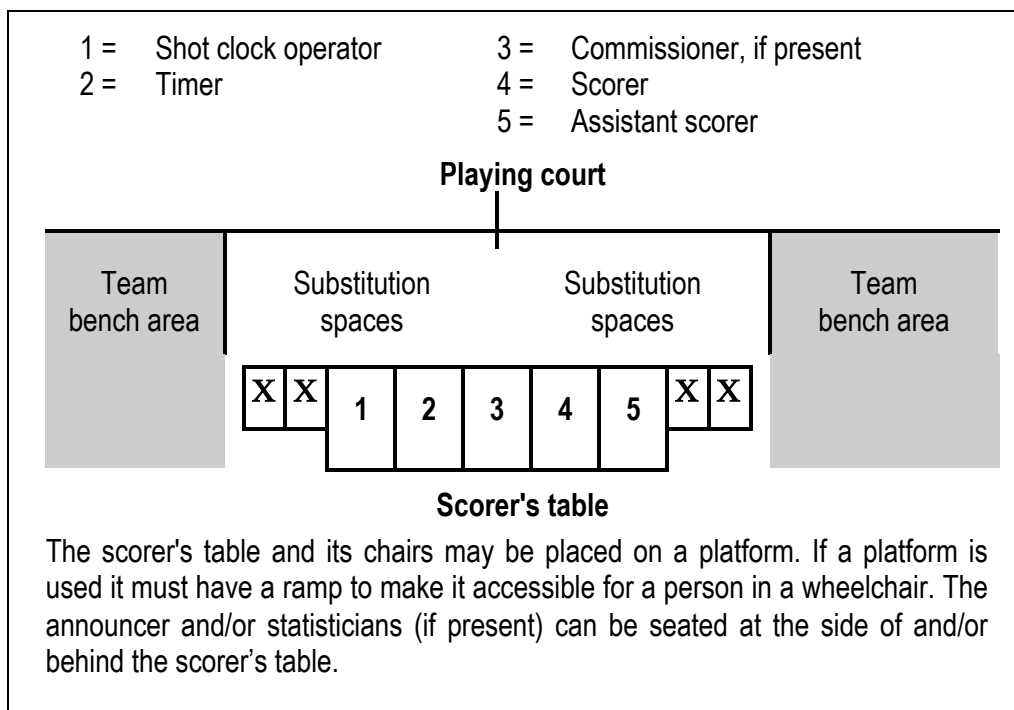 1 = Shot clock operator
2 = Timer
3 = Commissioner, if present
4 = Scorer
5 = Assistant scorer
Playing court
Team
bench area
Substitution
spaces
Substitution
spaces
Team
bench area
X X 1 2 3 4 5 X X
Scorer's table
The scorer's table and its chairs may be placed on a platform. If a platform is
used it must have a ramp to make it accessible for a person in a wheelchair. The
announcer and/or statisticians (if present) can be seated at the side of and/or
behind the scorer’s table.